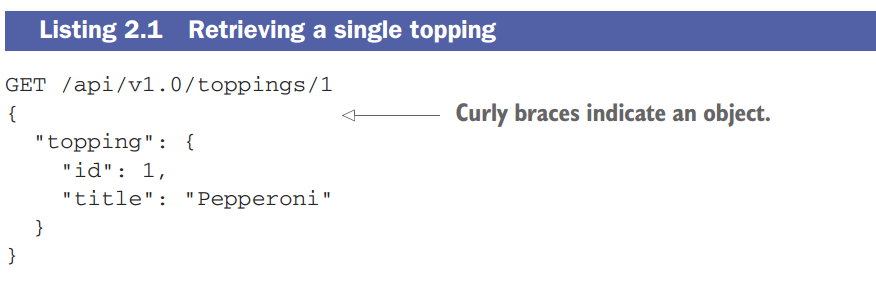 Listing 2.1 Retrieving a single topping
GET /api/v1.0/toppings/1
{ Curly braces indicate an object.
"topping": {
"id": 1,
"title": "Pepperoni"
}
}